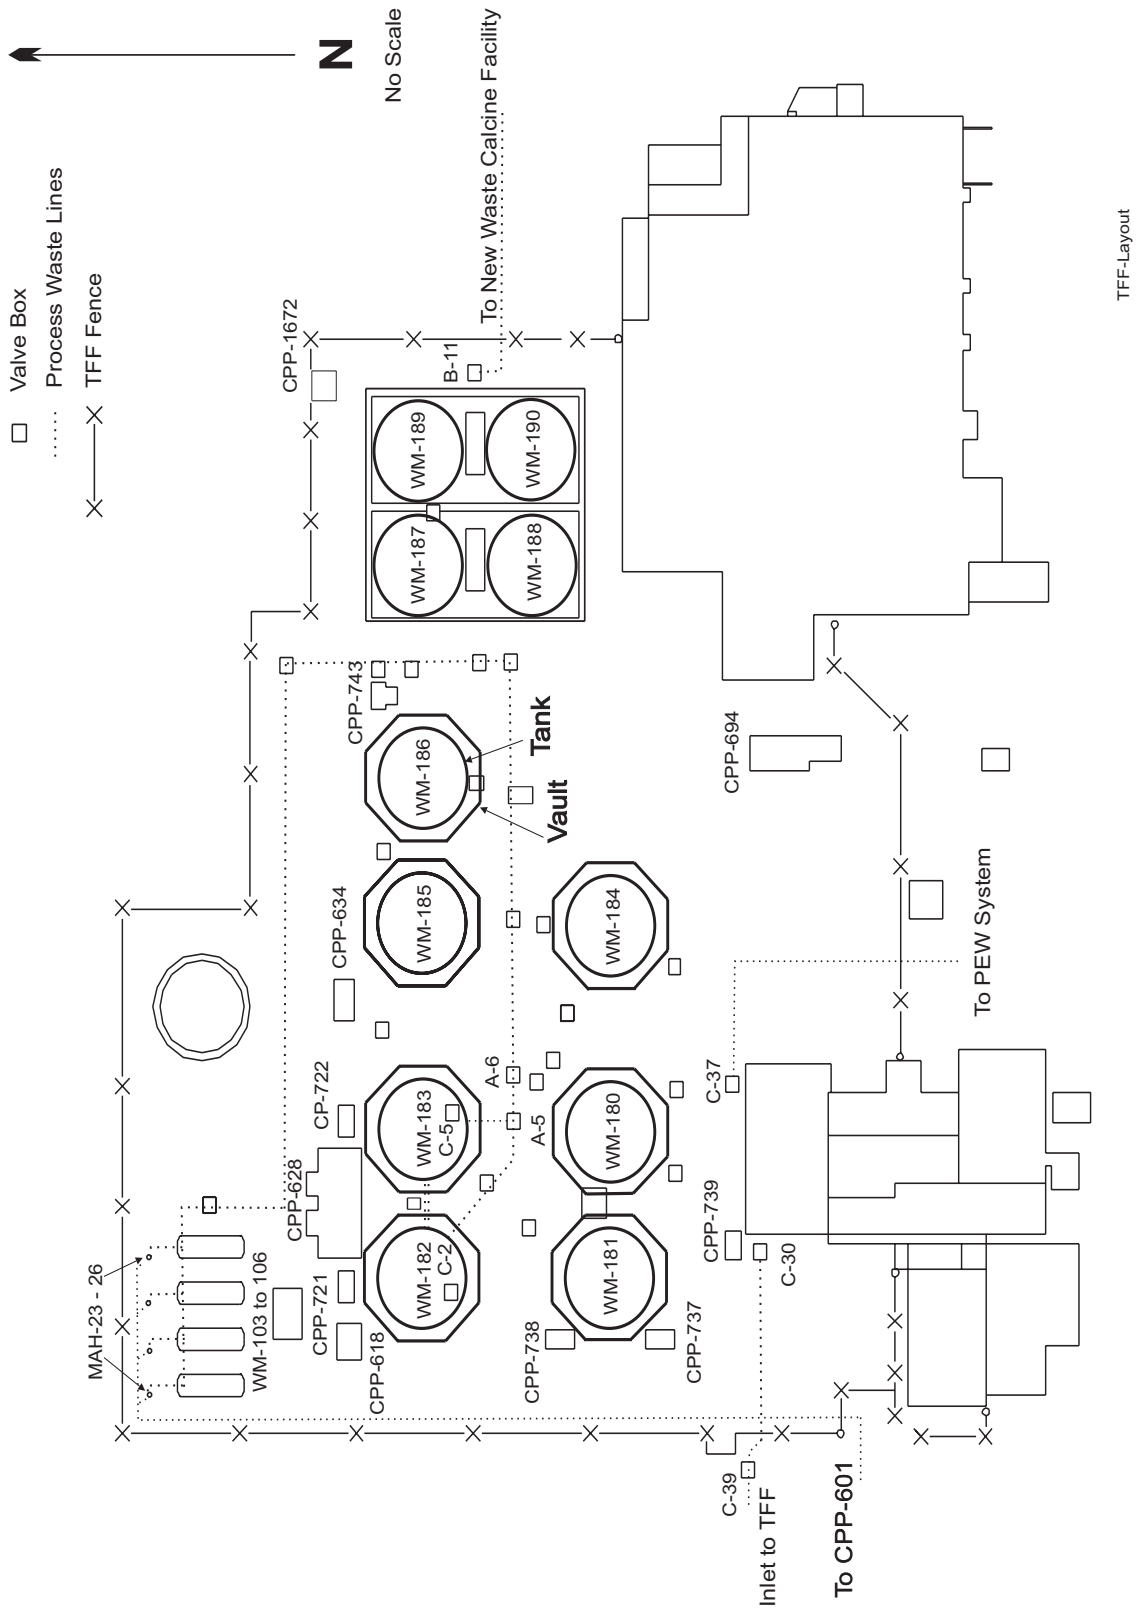 Valve Box
Process Waste Lines
TFF Fence
N
No Scale
To New Waste Calcine Facility
CPP-1672
B-11
WM-189
WM-190
WM-187
WM-188
CPP-743
WM-186
Tank
Vault
CPP-694
CPP-634
WM-185
WM-184
To PEW System
CP-722
WM-183
C-5
A-6
A-5
WM-180
C-37
CPP-628
MAH-23 - 26
WM-103 to 106
CPP-721
CPP-618
WM-182
C-2
WM-181
CPP-738
CPP-737
CPP-739
C-30
C-39
Inlet to TFF
To CPP-601
TFF-Layout